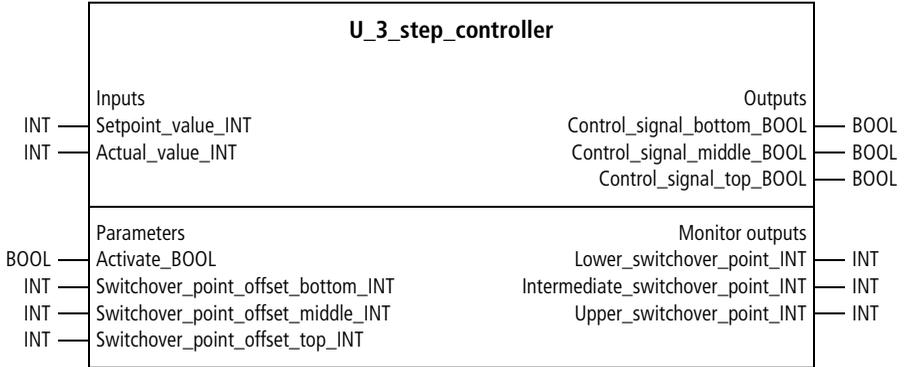 U_3_step_controller
Inputs Outputs
INT Setpoint_value_INT Control_signal_bottom_BOOL BOOL
INT Actual_value_INT Control_signal_middle_BOOL BOOL
Control_signal_top_BOOL BOOL
Parameters Monitor outputs
BOOL Activate_BOOL Lower_switchover_point_INT INT
INT Switchover_point_offset_bottom_INT Intermediate_switchover_point_INT INT
INT Switchover_point_offset_middle_INT Upper_switchover_point_INT INT
INT Switchover_point_offset_top_INT